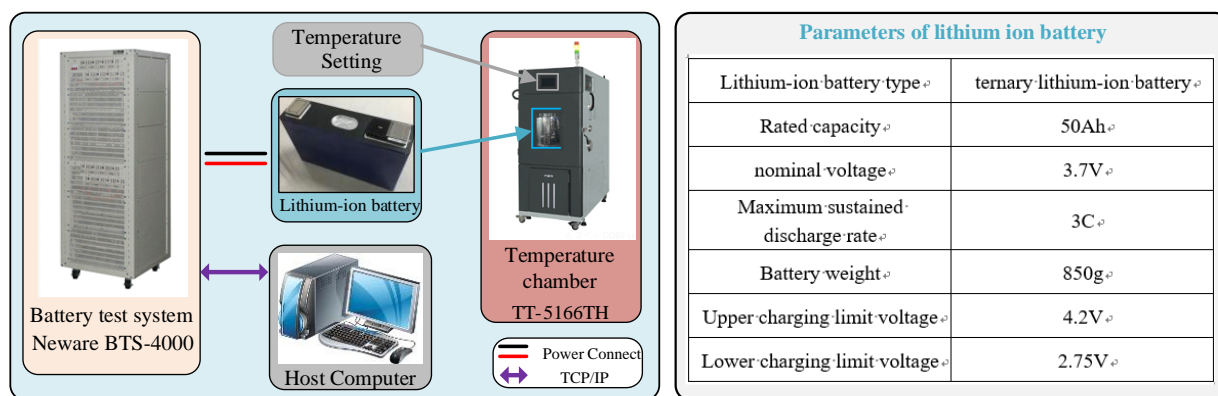 Temperature
Setting
Lithium-ion battery
Battery test system
Neware BTS-4000
Host Computer
Temperature
chamber
TT-5166TH
Power Connect
TCP/IP
Parameters of lithium ion battery
Lithium-ion battery type ternary lithium-ion battery
Rated capacity 50Ah
nominal voltage 3.7V
Maximum sustained
discharge rate 3C
Battery weight 850g
Upper charging limit voltage 4.2V
Lower charging limit voltage 2.75V